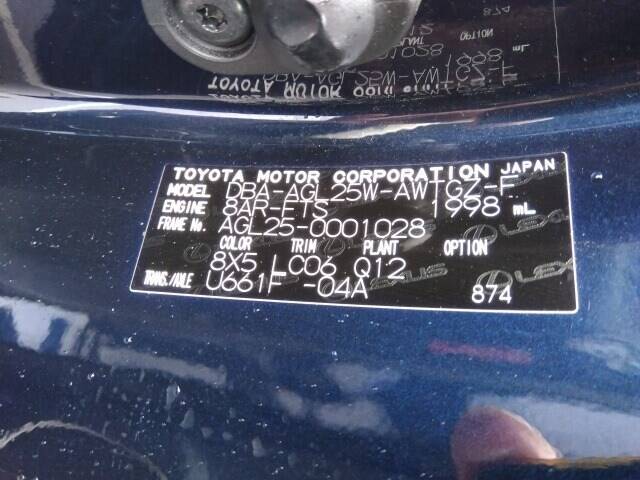 TOYOTA MOTOR CORPORATION JAPAN
MODEL DBA-AGL25W-AWTGZ-F
ENGINE 8AR-FTS 1998 mL
FRAME No. AGL25-0001028
COLOR TRIM PLANT OPTION
8X5 LC06 Q12
TRANS./AXLE U661F -04A
874
LEXUS